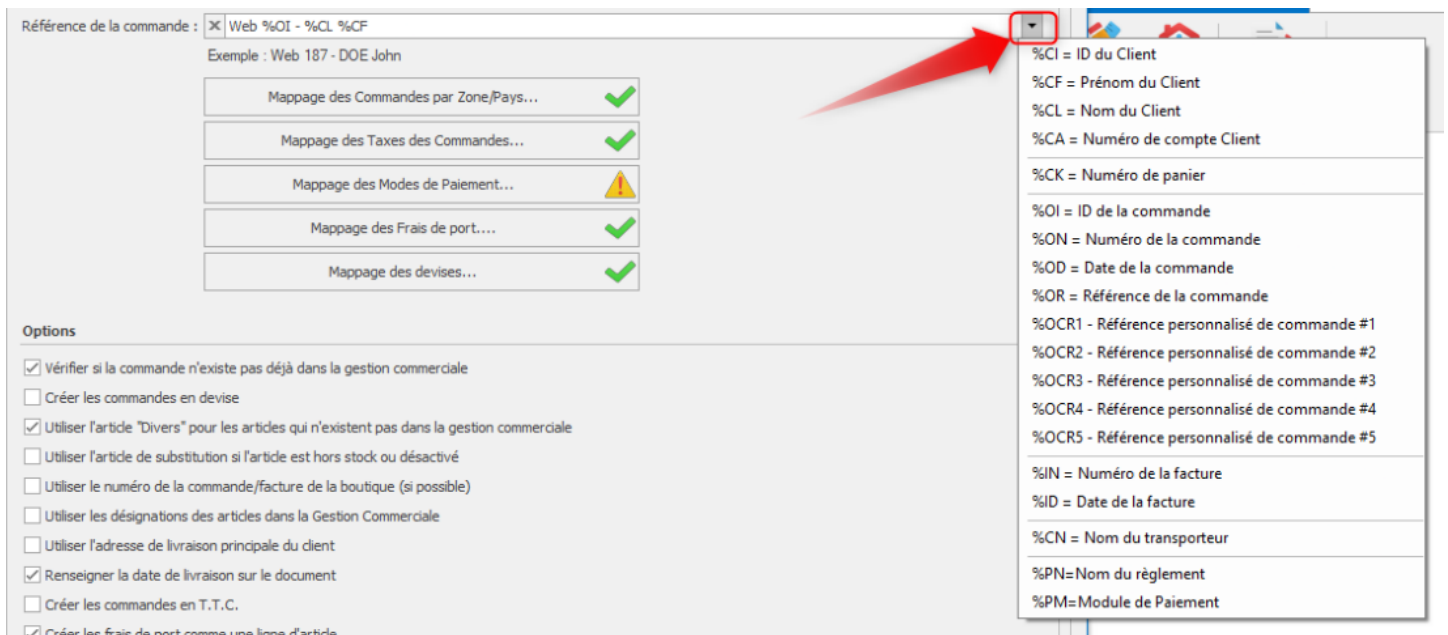 Référence de la commande : Web %OI - %CL %CF
Exemple : Web 187 - DOE John
Mappage des Commandes par Zone/Pays...
Mappage des Taxes des Commandes...
Mappage des Modes de Paiement...
Mappage des Frais de port....
Mappage des devises...
Options
Vérifier si la commande n'existe pas déjà dans la gestion commerciale
Créer les commandes en devise
Utiliser l'article "Divers" pour les articles qui n'existent pas dans la gestion commerciale
Utiliser l'article de substitution si l'article est hors stock ou désactivé
Utiliser le numéro de la commande/facture de la boutique (si possible)
Utiliser les désignations des articles dans la Gestion Commerciale
Utiliser l'adresse de livraison principale du client
Renseigner la date de livraison sur le document
Créer les commandes en T.T.C.
Créer les frais de port comme une ligne d'article
%CI = ID du Client
%CF = Prénom du Client
%CL = Nom du Client
%CA = Numéro de compte Client
%CK = Numéro de panier
%OI = ID de la commande
%ON = Numéro de la commande
%OD = Date de la commande
%OR = Référence de la commande
%OCR1 - Référence personnalisé de commande #1
%OCR2 - Référence personnalisé de commande #2
%OCR3 - Référence personnalisé de commande #3
%OCR4 - Référence personnalisé de commande #4
%OCR5 - Référence personnalisé de commande #5
%IN = Numéro de la facture
%ID = Date de la facture
%CN = Nom du transporteur
%PN=Nom du règlement
%PM=Module de Paiement